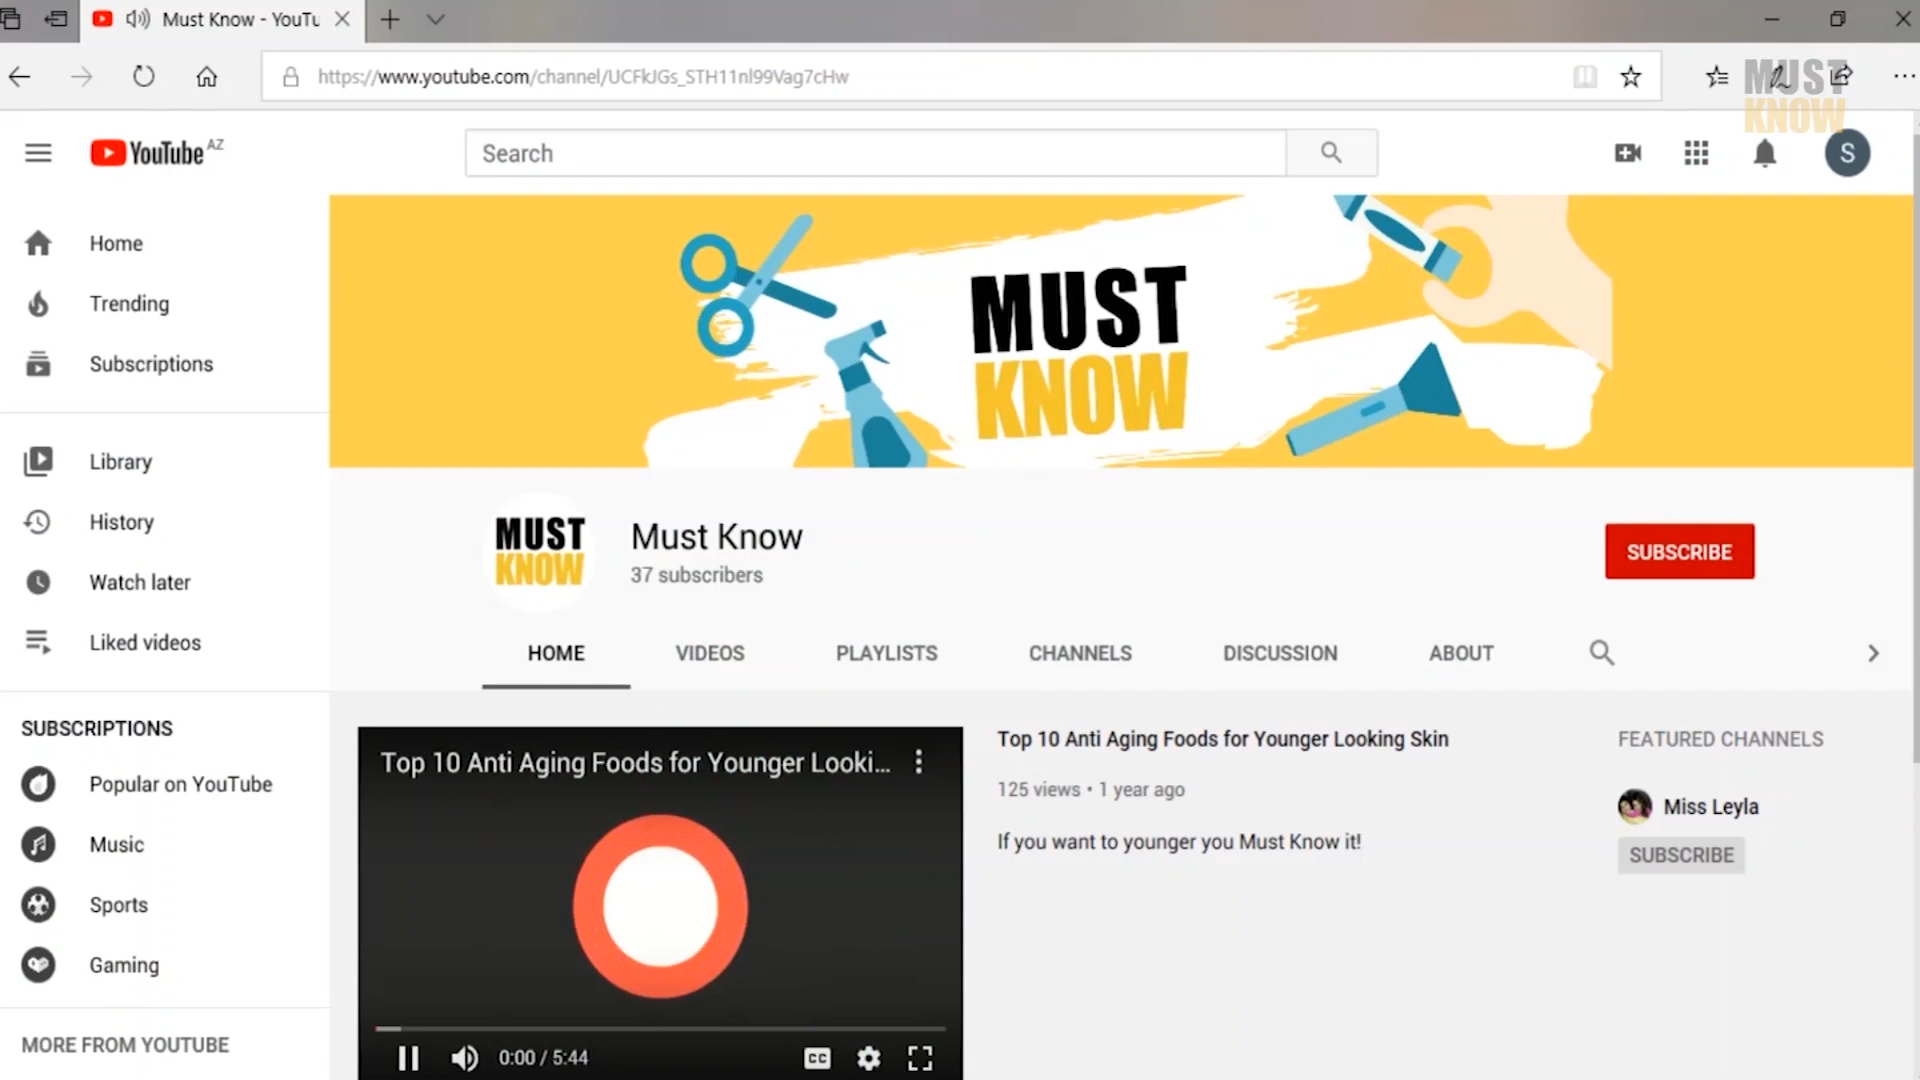 Must Know - YouTu
https://www.youtube.com/channel/UCFkJGs_STH11nl99Vag7cHw
MUST
KNOW
YouTube AZ
Search
S
Home
Trending
Subscriptions
Library
History
Watch later
Liked videos
SUBSCRIPTIONS
Popular on YouTube
Music
Sports
Gaming
MORE FROM YOUTUBE
MUST
KNOW
MUST
KNOW
Must Know
37 subscribers
SUBSCRIBE
HOME VIDEOS PLAYLISTS CHANNELS DISCUSSION ABOUT
Top 10 Anti Aging Foods for Younger Looki...
0:00 / 5:44
CC
Top 10 Anti Aging Foods for Younger Looking Skin
125 views • 1 year ago
If you want to younger you Must Know it!
FEATURED CHANNELS
Miss Leyla
SUBSCRIBE